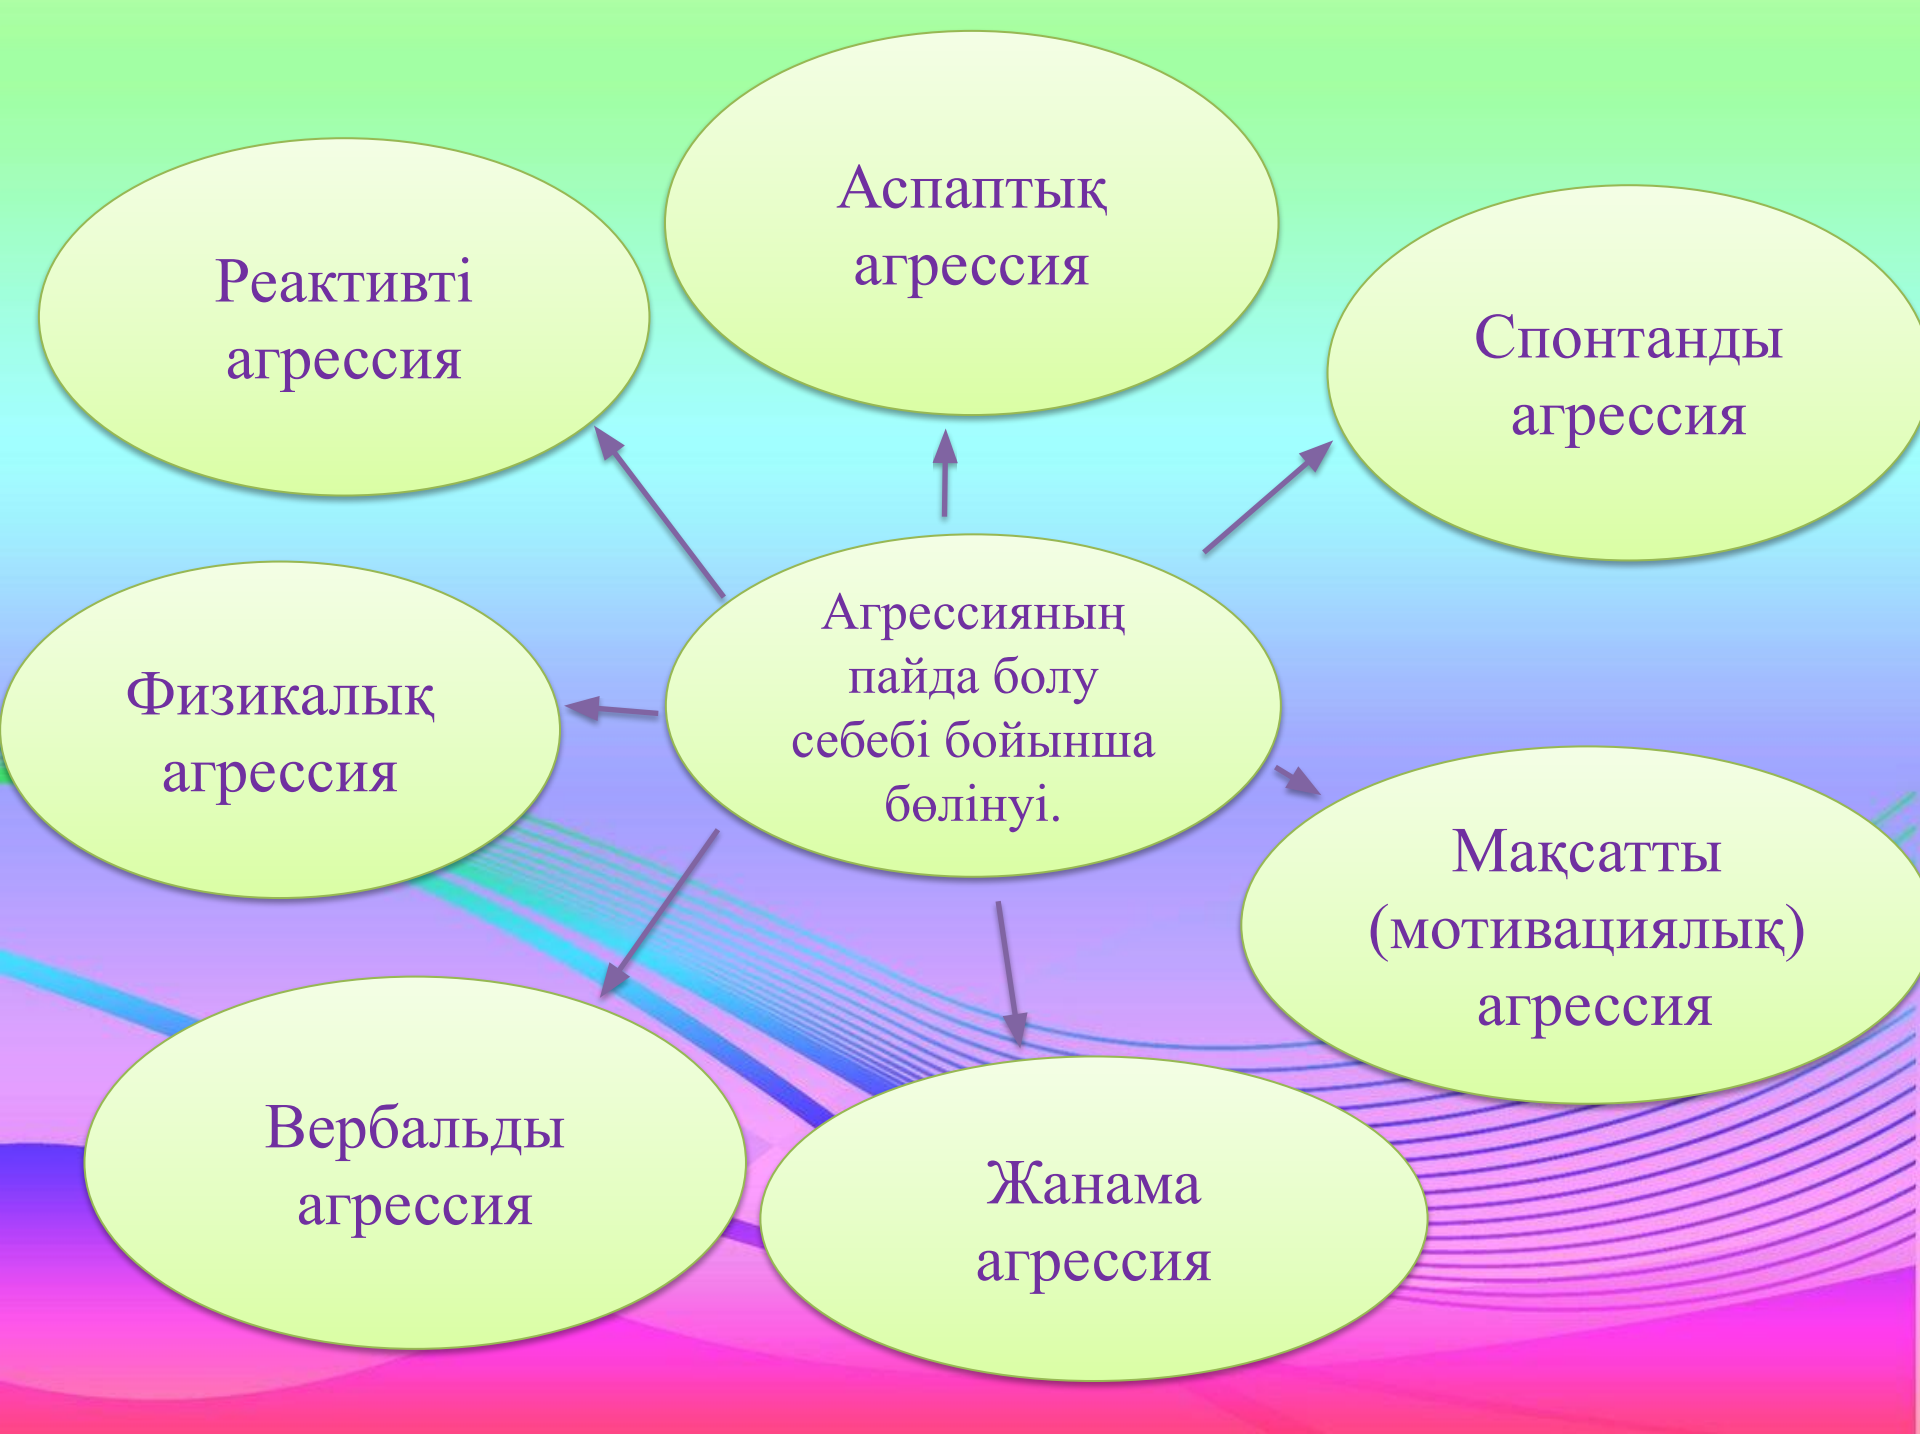 Аспаптық
агрессия
Реактивті
агрессия
Спонтанды
агрессия
Агрессияның
пайда болу
себебі бойынша
бөлінуі.
Физикалық
агрессия
Мақсатты
(мотивациялық)
агрессия
Вербальды
агрессия
Жанама
агрессия